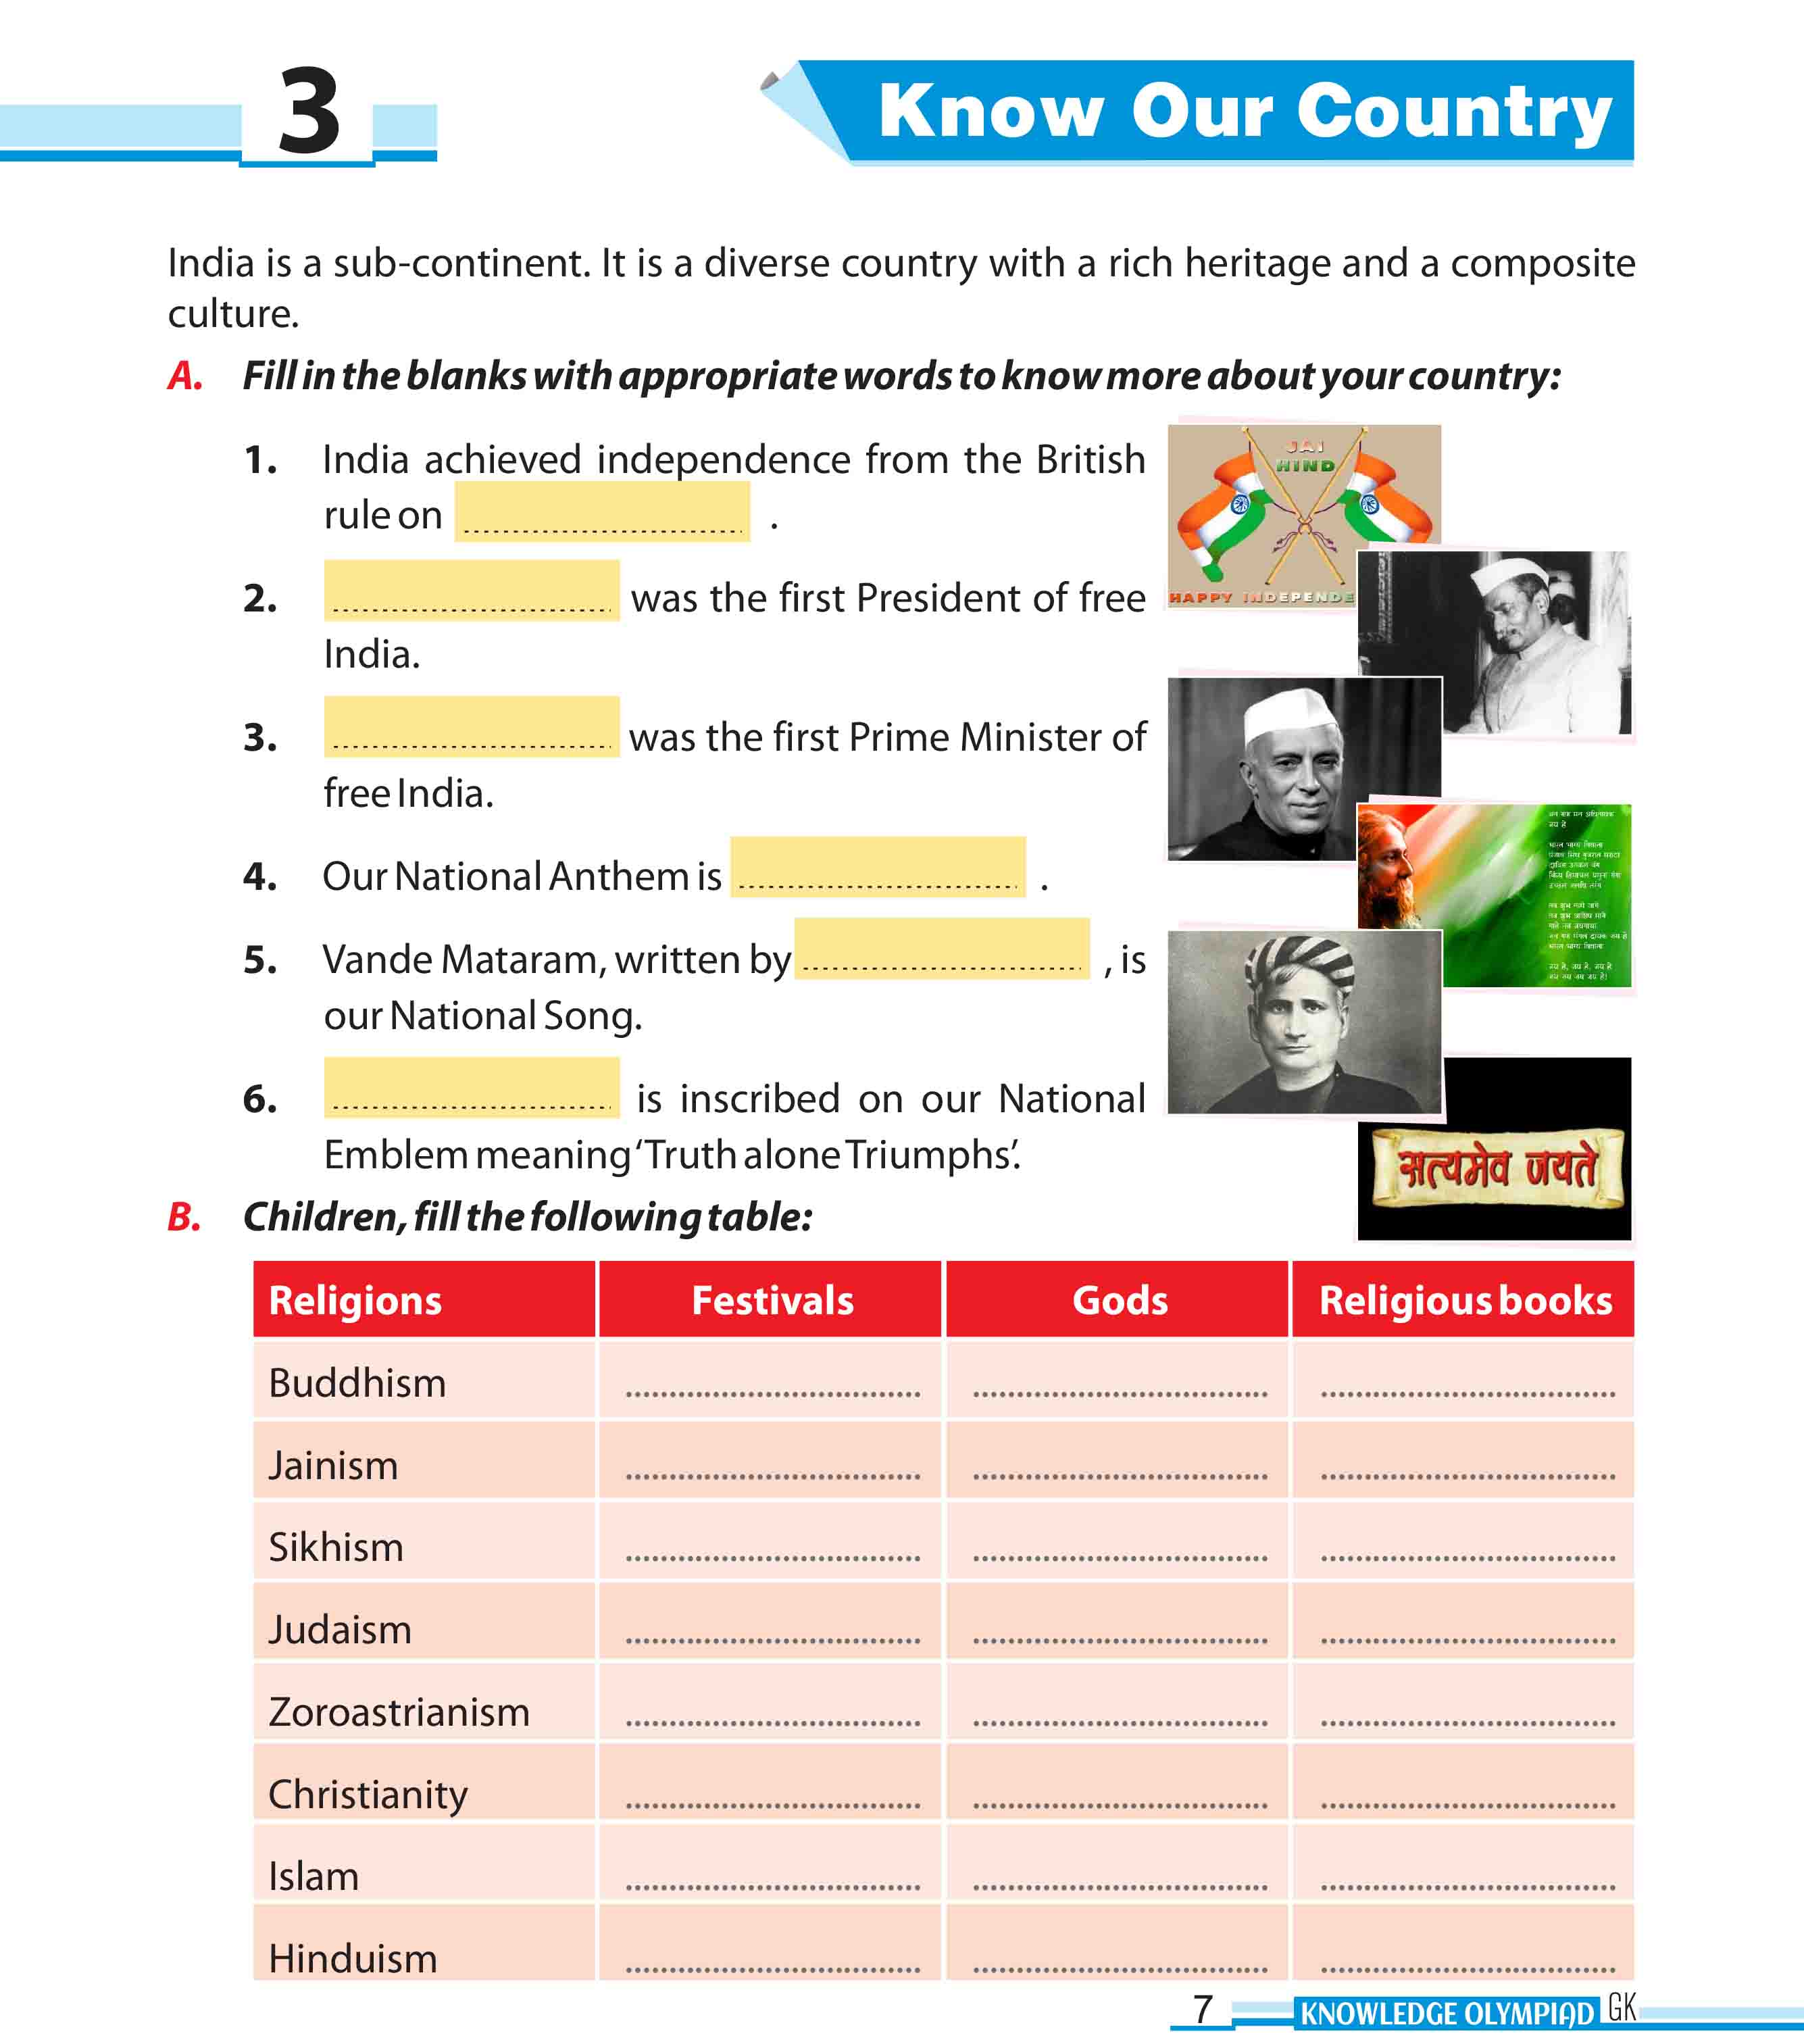 3
Know Our Country
India is a sub-continent. It is a diverse country with a rich heritage and a composite
culture.
A. Fill in the blanks with appropriate words to know more about your country:
1. India achieved independence from the British
rule on .............................. .
2. .............................. was the first President of free
India.
3. .............................. was the first Prime Minister of
free India.
4. Our National Anthem is .............................. .
5. Vande Mataram, written by .............................. , is
our National Song.
6. .............................. is inscribed on our National
Emblem meaning ‘Truth alone Triumphs’.
JAI
HIND
HAPPY INDEPENDE
सत्यमेव जयते
B. Children, fill the following table:
Religions Festivals Gods Religious books
Buddhism .................................. .................................. ..................................
Jainism .................................. .................................. ..................................
Sikhism .................................. .................................. ..................................
Judaism .................................. .................................. ..................................
Zoroastrianism .................................. .................................. ..................................
Christianity .................................. .................................. ..................................
Islam .................................. .................................. ..................................
Hinduism .................................. .................................. ..................................
7 KNOWLEDGE OLYMPIAD GK